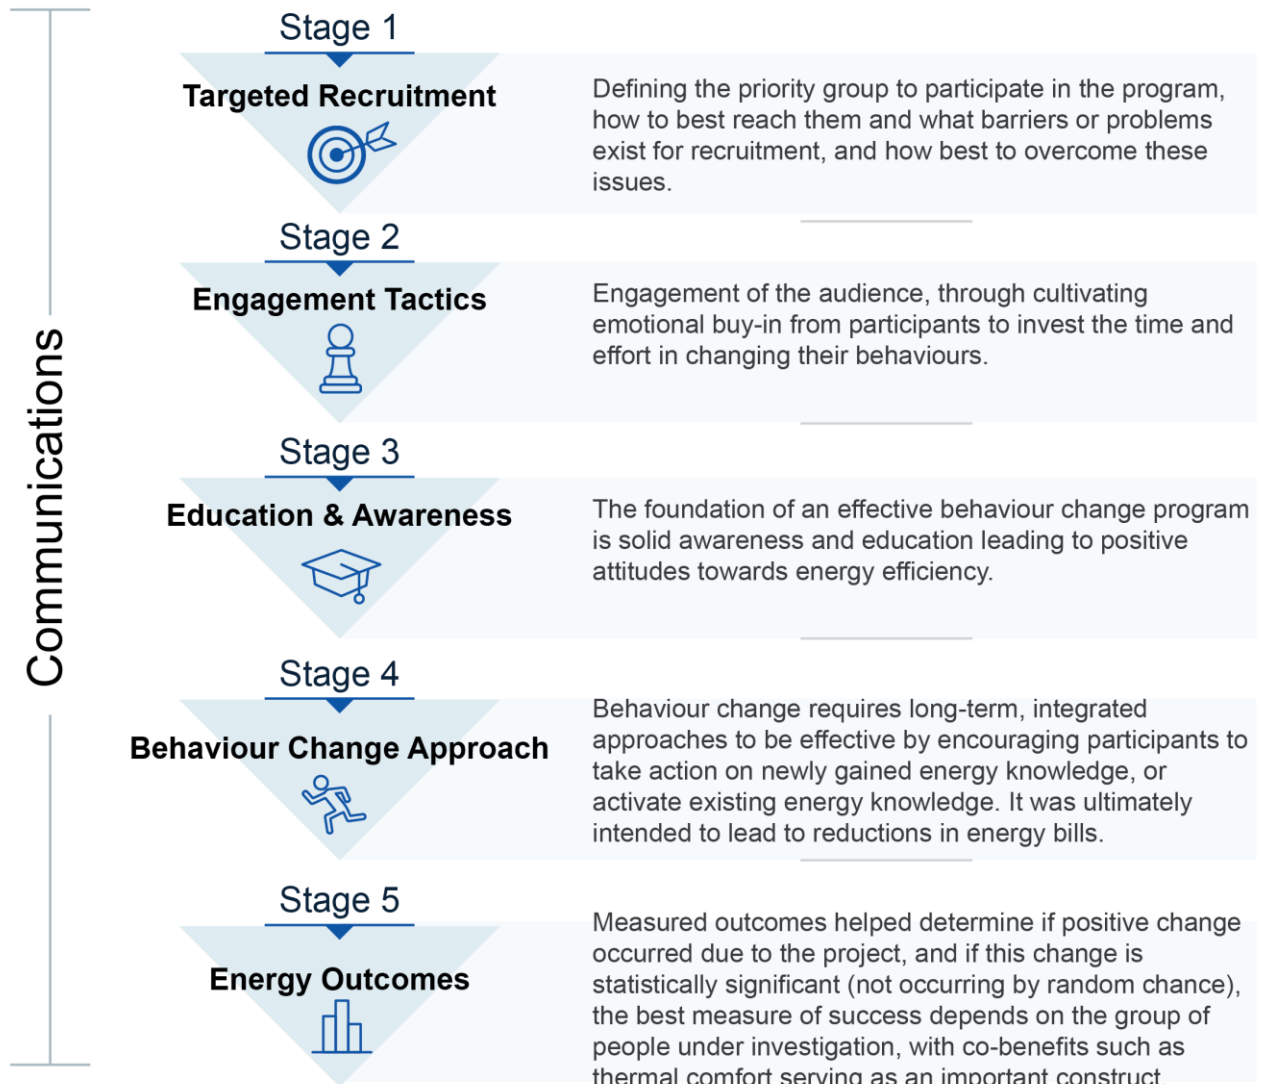 Communications
Stage 1
Targeted Recruitment
Defining the priority group to participate in the program,
how to best reach them and what barriers or problems
exist for recruitment, and how best to overcome these
issues.
Stage 2
Engagement Tactics
Engagement of the audience, through cultivating
emotional buy-in from participants to invest the time and
effort in changing their behaviours.
Stage 3
Education & Awareness
The foundation of an effective behaviour change program
is solid awareness and education leading to positive
attitudes towards energy efficiency.
Stage 4
Behaviour Change Approach
Behaviour change requires long-term, integrated
approaches to be effective by encouraging participants to
take action on newly gained energy knowledge, or
activate existing energy knowledge. It was ultimately
intended to lead to reductions in energy bills.
Stage 5
Energy Outcomes
Measured outcomes helped determine if positive change
occurred due to the project, and if this change is
statistically significant (not occurring by random chance),
the best measure of success depends on the group of
people under investigation, with co-benefits such as
thermal comfort serving as an important construct.